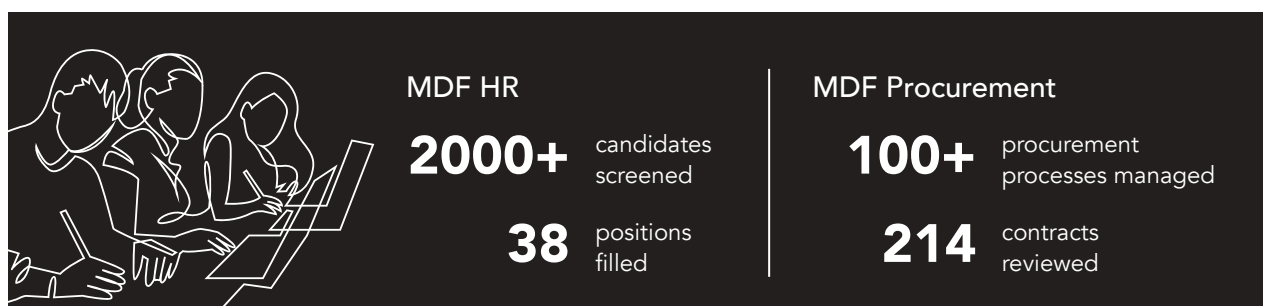 MDF HR
2000+ candidates
screened
38 positions
filled
MDF Procurement
100+ procurement
processes managed
214 contracts
reviewed